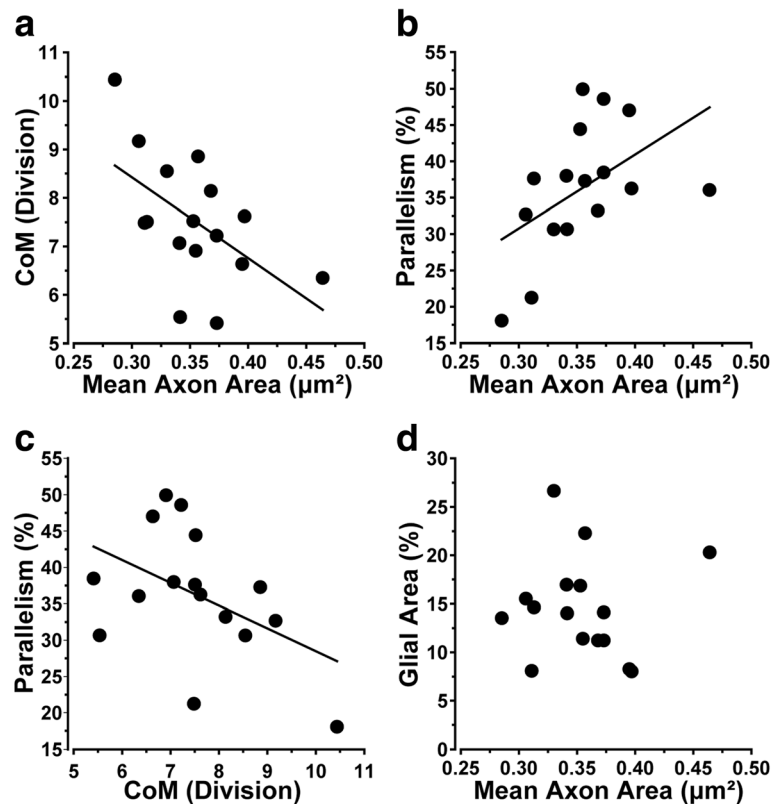 a
CoM (Division)
11
10
9
8
7
6
5
0.25 0.30 0.35 0.40 0.45 0.50
Mean Axon Area (µm²)
b
Parallelism (%)
55
50
45
40
35
30
25
20
15
0.25 0.30 0.35 0.40 0.45 0.50
Mean Axon Area (µm²)
c
Parallelism (%)
55
50
45
40
35
30
25
20
15
5 6 7 8 9 10 11
CoM (Division)
d
Glial Area (%)
30
25
20
15
10
5
0
0.25 0.30 0.35 0.40 0.45 0.50
Mean Axon Area (µm²)